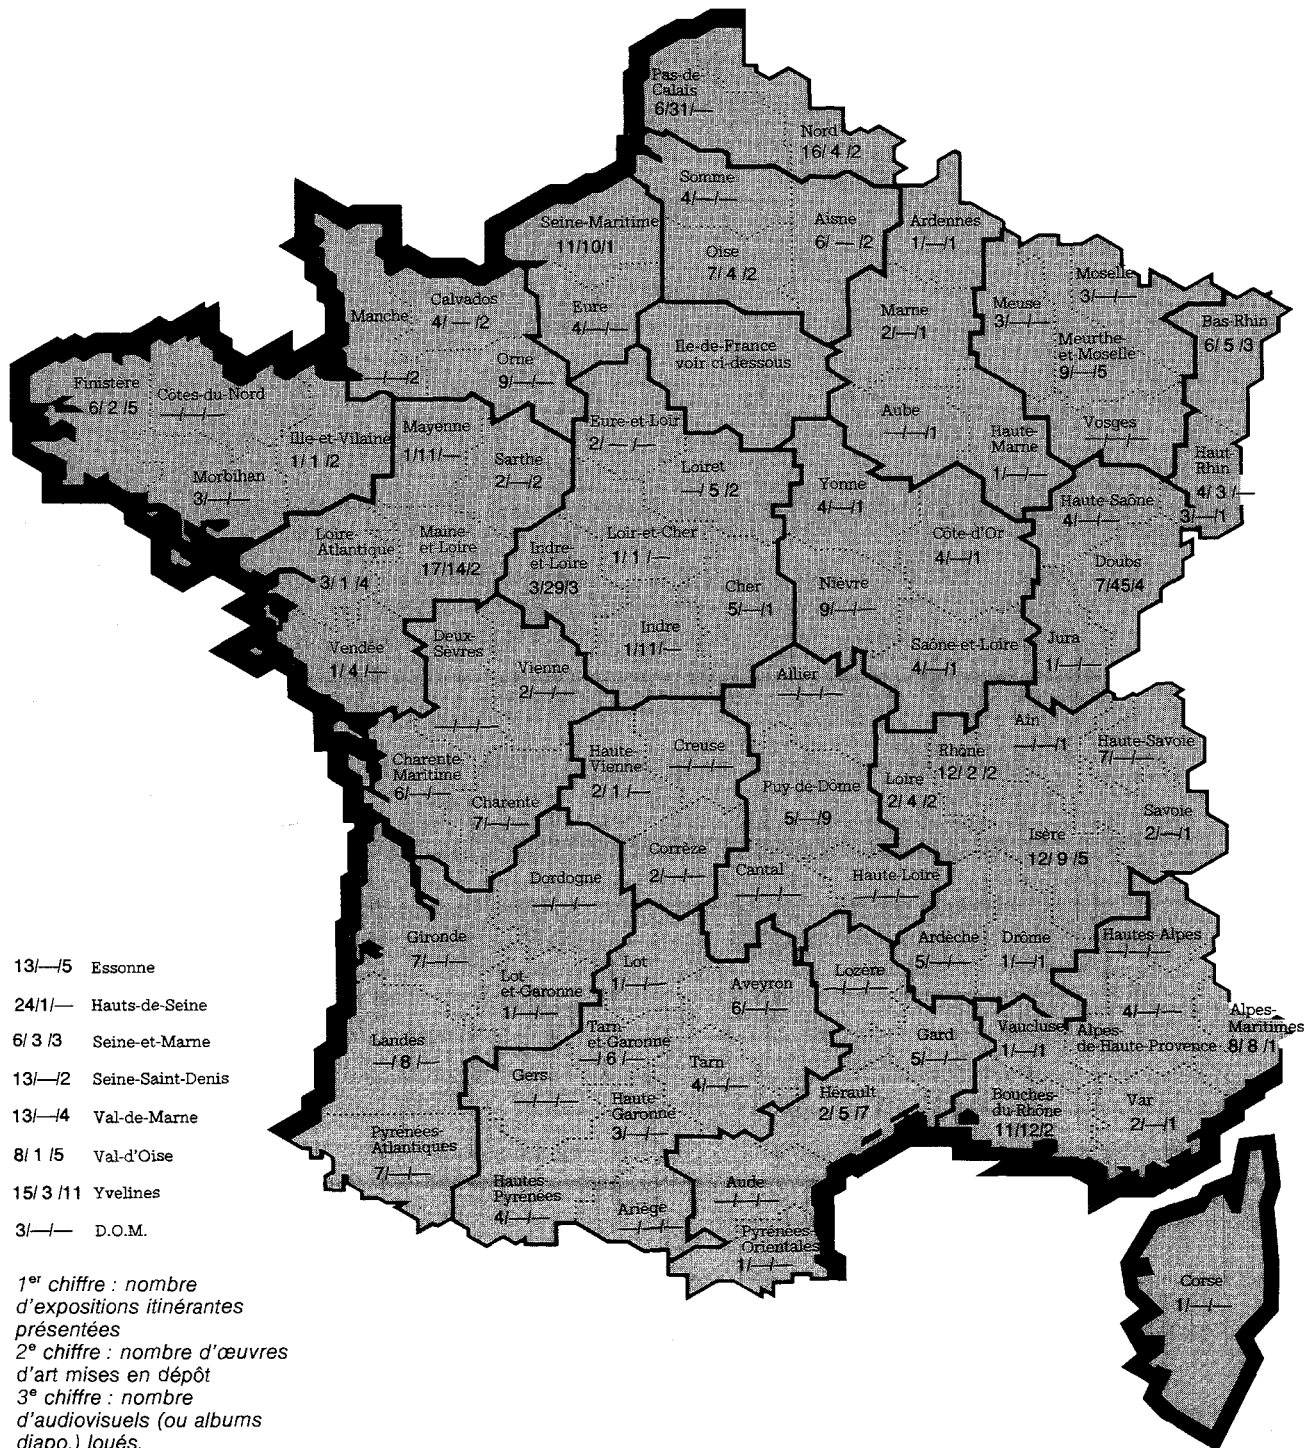 Pas-de-
Calais
6/31/—
Nord
16/ 4 /2
Somme
4/—/—
Seine-Maritime
11/10/1
Aisne
6/ — /2
Ardennes
1/—/1
Oise
7/ 4 /2
Moselle
3/—/—
Calvados
4/ — /2
Eure
4/—/—
Manche
—/—/2
Marne
2/—/1
Meuse
3/—/—
Bas-Rhin
6/ 5 /3
Meurthe-
et-Moselle
9/—/5
Ile-de-France
voir ci-dessous
Orne
9/—/—
Finistère
6/ 2 /5
Côtes-du-Nord
—/—/—
Ille-et-Vilaine
1/ 1 /2
Morbihan
3/—/—
Mayenne
1/11/—
Sarthe
2/—/2
Eure-et-Loir
2/ — /—
Loiret
—/ 5 /2
Aube
—/—/1
Haute-
Marne
1/—/—
Vosges
—/—/—
Haut-
Rhin
4/ 3 /—
3/—/1
Yonne
4/—/1
Haute-Saône
4/—/—
Loire-
Atlantique
3/ 1 /4
Maine-
et-Loire
17/14/2
Indre-
et-Loire
3/29/3
Loir-et-Cher
1/ 1 /—
Côte-d'Or
4/—/1
Doubs
7/45/4
Cher
5/—/1
Nièvre
9/—/—
Vendée
1/ 4 /—
Deux-
Sèvres
—/—/—
Vienne
2/—/—
Indre
1/11/—
Saône-et-Loire
4/—/1
Jura
1/—/—
Allier
—/—/—
Ain
—/—/1
Haute-Savoie
7/—/—
Charente-
Maritime
6/—/—
Charente
7/—/—
Haute-
Vienne
2/ 1 /—
Creuse
—/—/—
Puy-de-Dôme
5/—/9
Loire
2/ 4 /2
Rhône
12/ 2 /2
Savoie
2/—/1
Isère
12/ 9 /5
Corrèze
2/—/—
Cantal
—/—/—
Haute-Loire
—/—/—
Dordogne
—/—/—
Gironde
7/—/—
Lot-
et-Garonne
1/—/—
Lot
1/—/—
Aveyron
6/—/—
Lozère
—/—/—
Ardèche
5/—/—
Drôme
1/—/1
Hautes-Alpes
—/—/—
4/—/—
Alpes-
de-Haute-Provence
Alpes-
Maritimes
8/ 8 /1
Landes
—/ 8 /—
Tarn-
et-Garonne
—/ 6 /—
Tarn
4/—/—
Gard
5/—/—
Vaucluse
1/—/1
Gers
—/—/—
Haute-
Garonne
3/—/—
Hérault
2/ 5 /7
Bouches-
du-Rhône
11/12/2
Var
2/—/1
Pyrénées-
Atlantiques
7/—/—
Hautes
Pyrénées
4/—/—
Ariège
—/—/—
Aude
—/—/—
Pyrénées-
Orientales
1/—/—
Corse
1/—/—
13/—/5 Essonne
24/1/— Hauts-de-Seine
6/ 3 /3 Seine-et-Marne
13/—/2 Seine-Saint-Denis
13/—/4 Val-de-Marne
8/ 1 /5 Val-d'Oise
15/ 3 /11 Yvelines
3/—/— D.O.M.
1er chiffre : nombre
d'expositions itinérantes
présentées
2e chiffre : nombre d'œuvres
d'art mises en dépôt
3e chiffre : nombre
d'audiovisuels (ou albums
diapo.) loués.